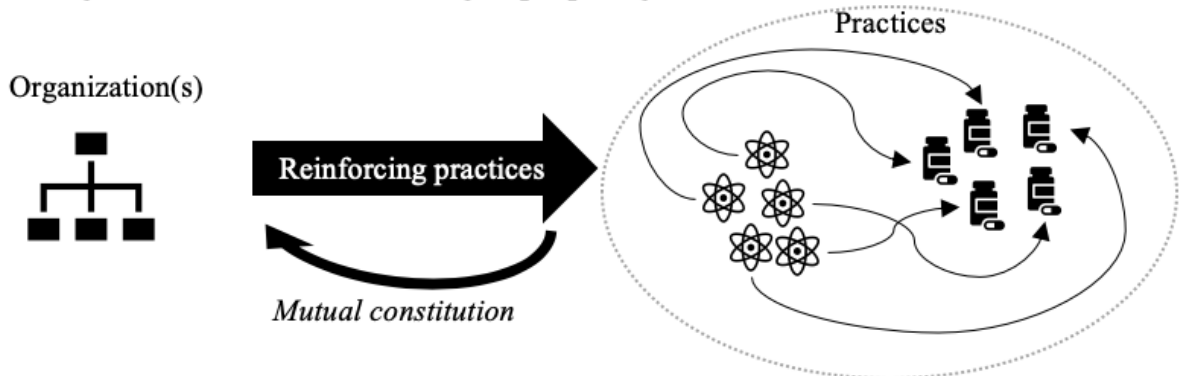 Practices
Organization(s)
Reinforcing practices
Mutual constitution